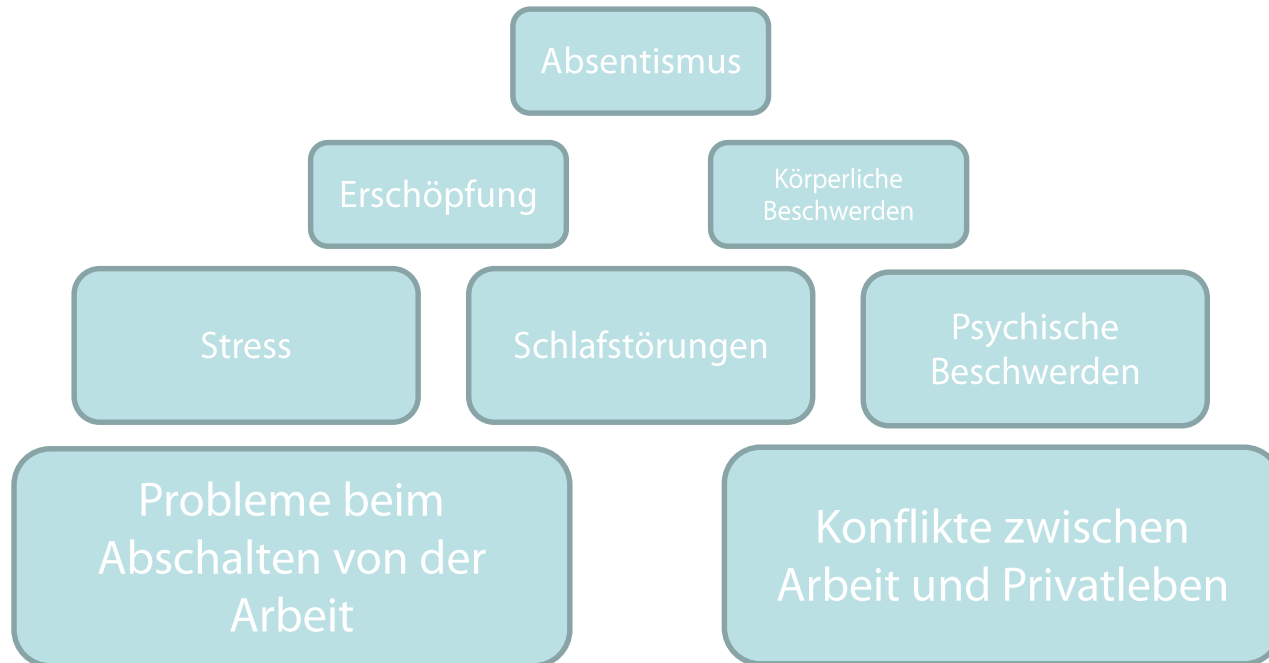 Absentismus
Erschöpfung
Körperliche
Beschwerden
Stress
Schlafstörungen
Psychische
Beschwerden
Probleme beim
Abschalten von der
Arbeit
Konflikte zwischen
Arbeit und Privatleben